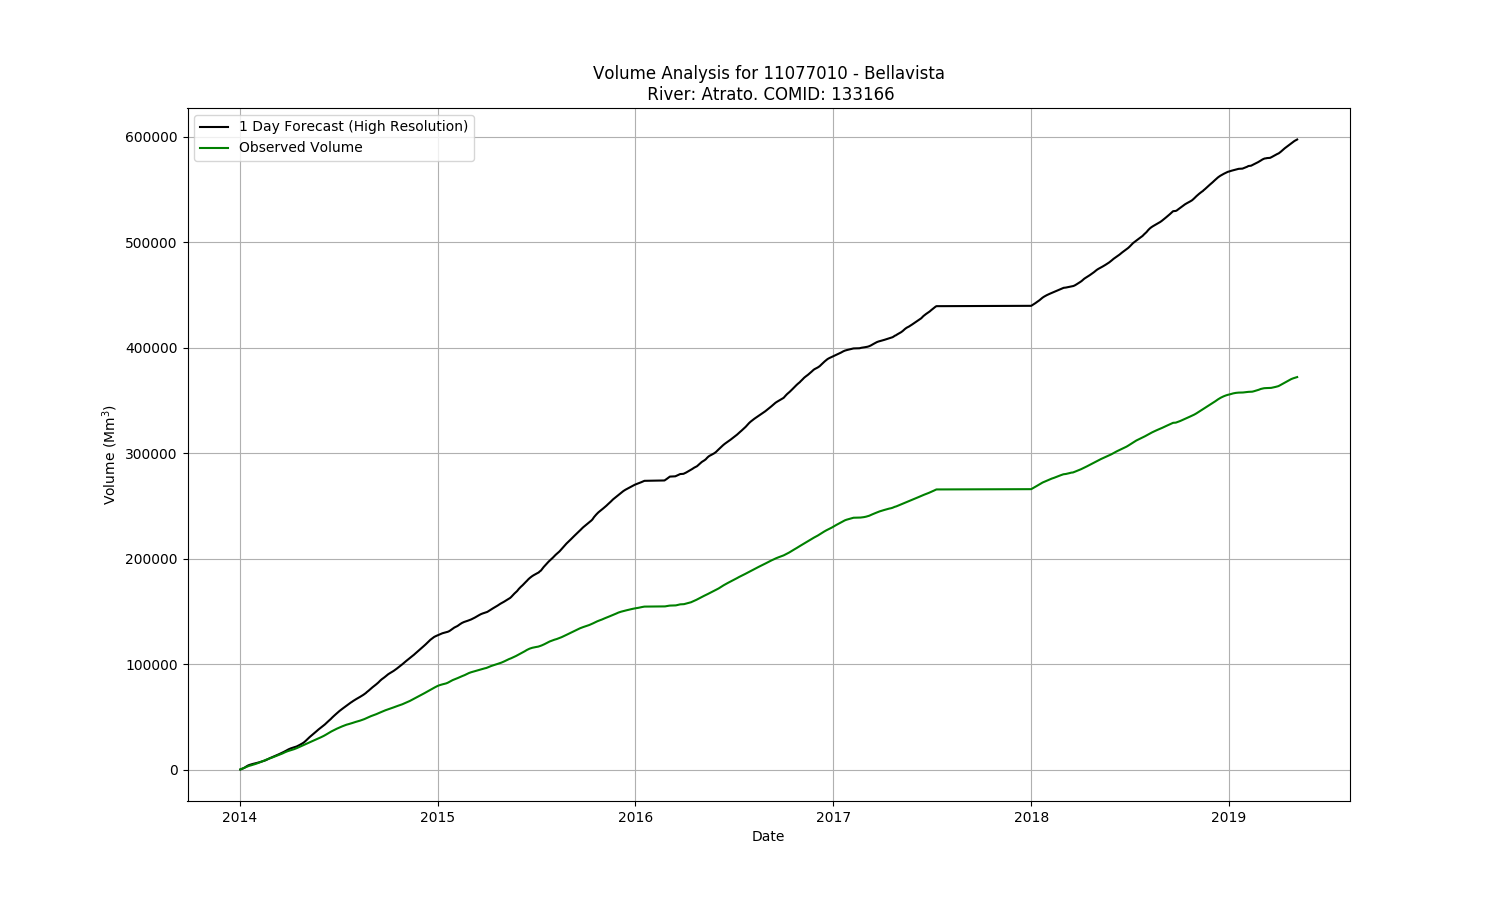 Volume Analysis for 11077010 - Bellavista
River: Atrato. COMID: 133166
1 Day Forecast (High Resolution)
Observed Volume
600000
500000
400000
300000
200000
100000
0
Volume (Mm³)
2014 2015 2016 2017 2018 2019
Date